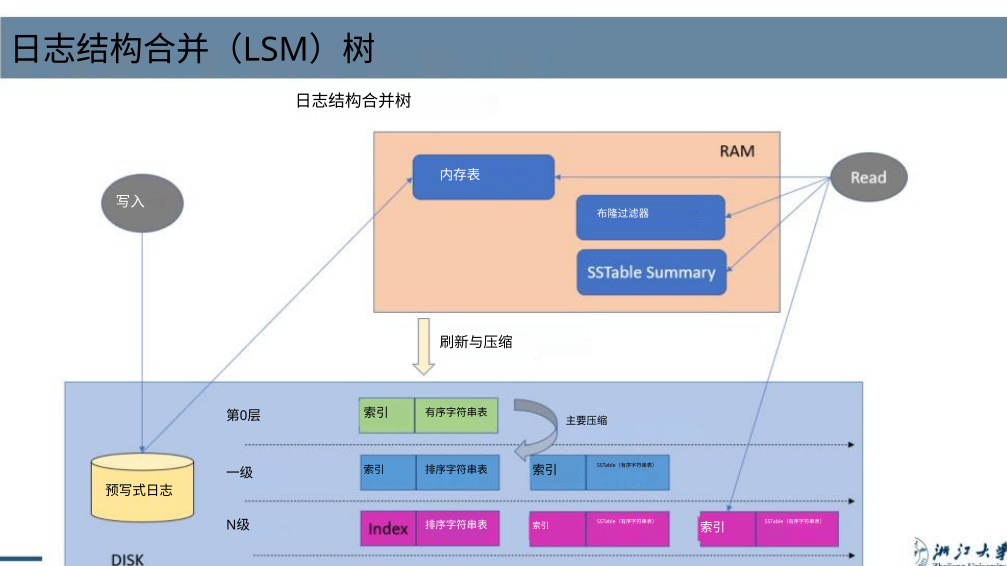 日志结构合并（LSM）树
日志结构合并树
RAM
内存表
Read
写入
布隆过滤器
SSTable Summary
刷新与压缩
第0层
索引
有序字符串表
主要压缩
一级
索引
排序字符串表
索引
SSTable（有序字符串表）
预写式日志
N级
Index
排序字符串表
索引
SSTable（有序字符串表）
索引
SSTable（有序字符串表）
DISK
浙江大学